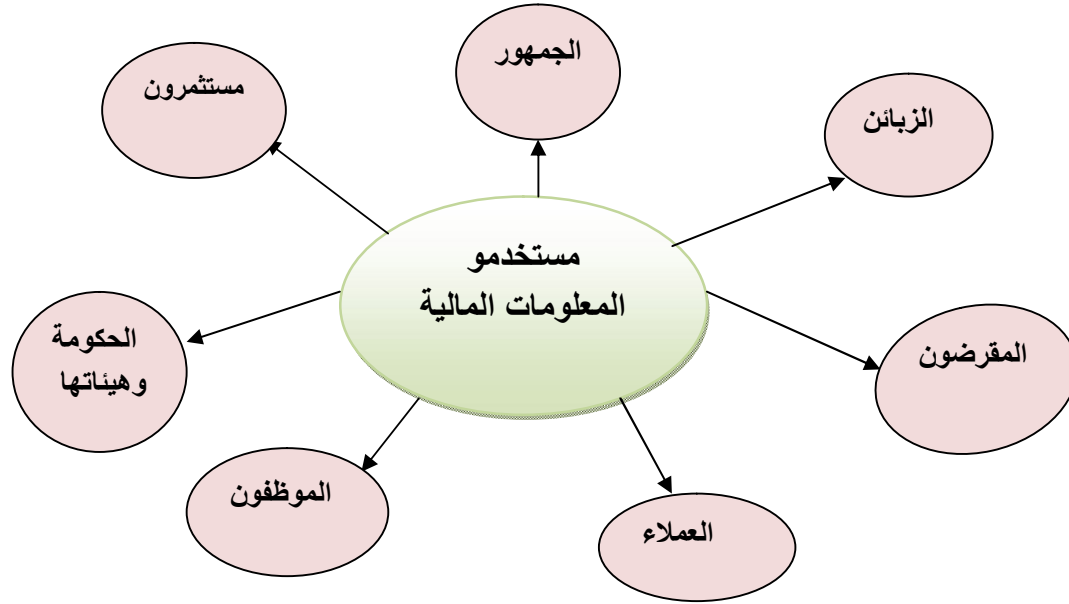 الجمهور
مستثمرون
الزبائن
مستخدمو
المعلومات المالية
الحكومة
وهيئاتها
المقرضون
الموظفون
العملاء